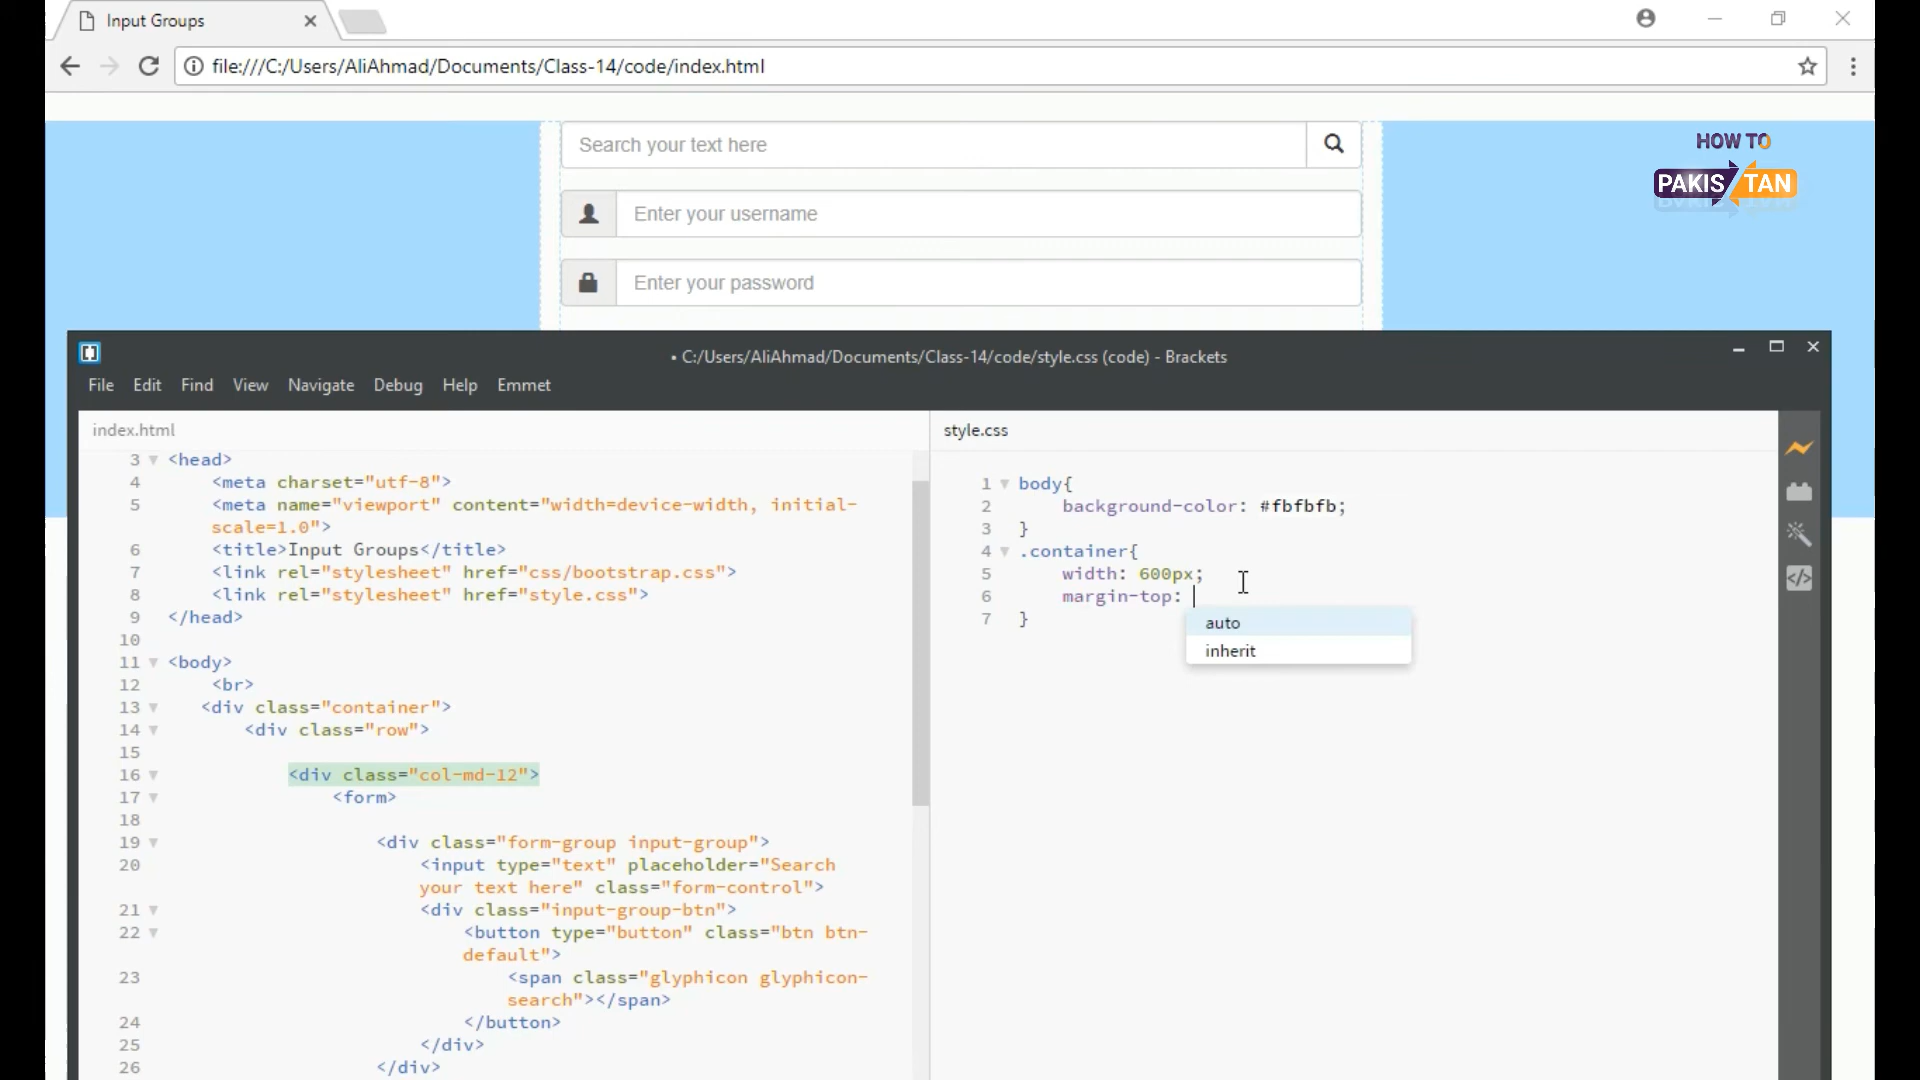 Input Groups
file:///C:/Users/AliAhmad/Documents/Class-14/code/index.html
HOW TO
PAKISTAN
Search your text here
Enter your username
Enter your password
• C:/Users/AliAhmad/Documents/Class-14/code/style.css (code) - Brackets
File Edit Find View Navigate Debug Help Emmet
index.html
3 <head>
4 <meta charset="utf-8">
5 <meta name="viewport" content="width=device-width, initial-
scale=1.0">
6 <title>Input Groups</title>
7 <link rel="stylesheet" href="css/bootstrap.css">
8 <link rel="stylesheet" href="style.css">
9 </head>
10
11 <body>
12 <br>
13 <div class="container">
14 <div class="row">
15
16 <div class="col-md-12">
17 <form>
18
19 <div class="form-group input-group">
20 <input type="text" placeholder="Search
your text here" class="form-control">
21 <div class="input-group-btn">
22 <button type="button" class="btn btn-
default">
23 <span class="glyphicon glyphicon-
search"></span>
24 </button>
25 </div>
26 </div>
style.css
1 body{
2 background-color: #fbfbfb;
3 }
4 .container{
5 width: 600px;
6 margin-top:
7 }
auto
inherit